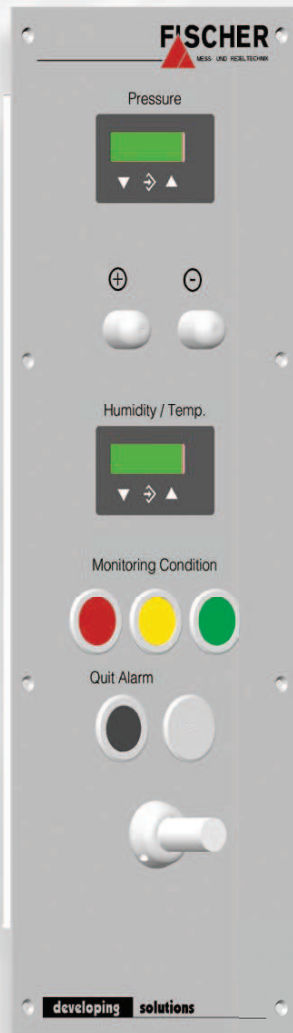 FISCHER
MESS- UND REGELTECHNIK
Pressure
+ -
Humidity / Temp.
Monitoring Condition
Quit Alarm
developing solutions